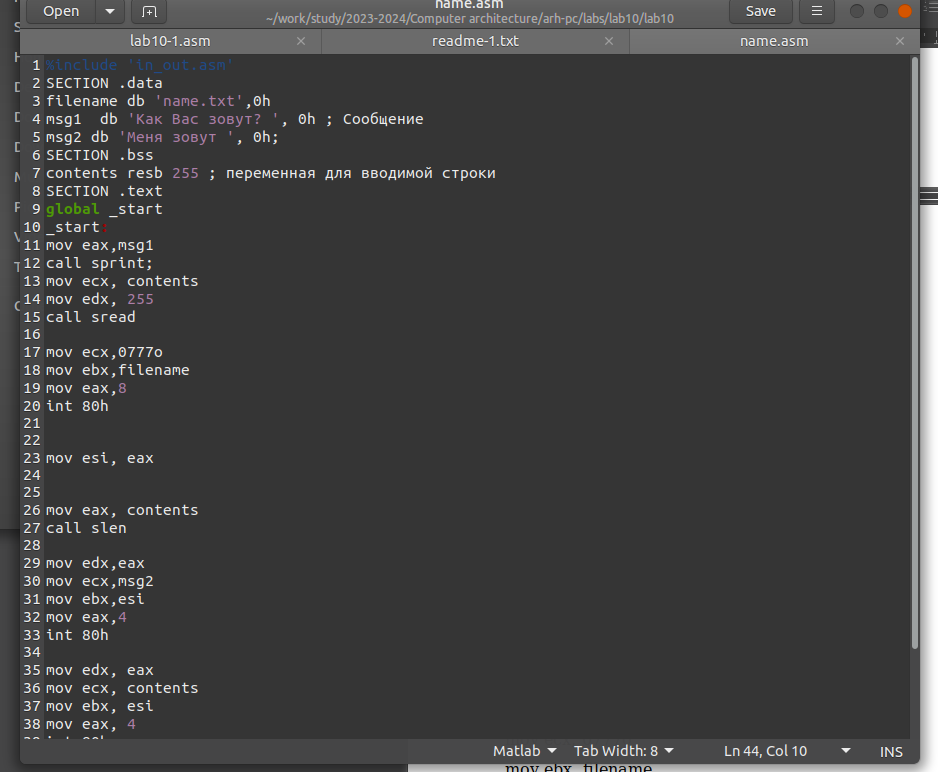 name.asm
Open
~/work/study/2023-2024/Computer architecture/arh-pc/labs/lab10/lab10
Save
lab10-1.asm
readme-1.txt
name.asm
1 %include 'in_out.asm'
2 SECTION .data
3 filename db 'name.txt',0h
4 msg1  db 'Как Вас зовут? ', 0h ; Сообщение
5 msg2 db 'Меня зовут ', 0h;
6 SECTION .bss
7 contents resb 255 ; переменная для вводимой строки
8 SECTION .text
9 global _start
10 _start:
11 mov eax,msg1
12 call sprint;
13 mov ecx, contents
14 mov edx, 255
15 call sread
16
17 mov ecx,0777o
18 mov ebx,filename
19 mov eax,8
20 int 80h
21
22
23 mov esi, eax
24
25
26 mov eax, contents
27 call slen
28
29 mov edx,eax
30 mov ecx,msg2
31 mov ebx,esi
32 mov eax,4
33 int 80h
34
35 mov edx, eax
36 mov ecx, contents
37 mov ebx, esi
38 mov eax, 4
39 int 80h
Matlab
Tab Width: 8
Ln 44, Col 10
INS
mov ebx, filename